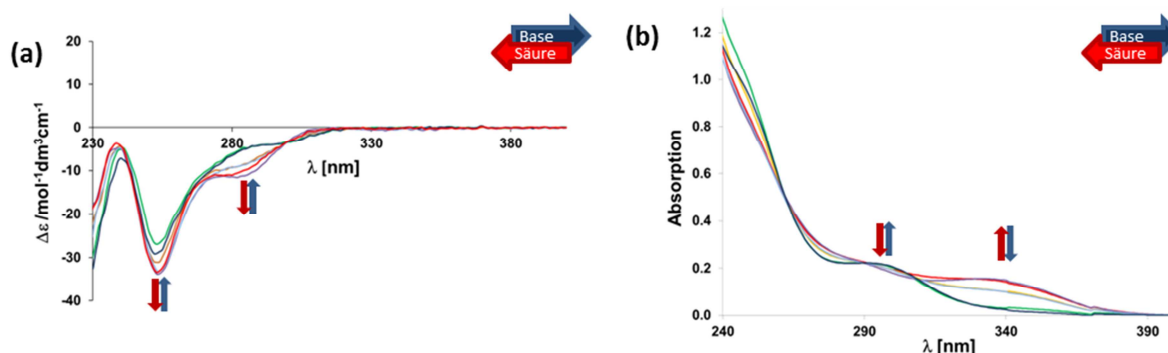 (a)
20
10
0
-10
-20
-30
-40
Δε /mol⁻¹dm³cm⁻¹
230
280
330
380
λ [nm]
Base
Säure
(b)
1.2
1.0
0.8
0.6
0.4
0.2
0.0
Absorption
240
290
340
390
λ [nm]
Base
Säure